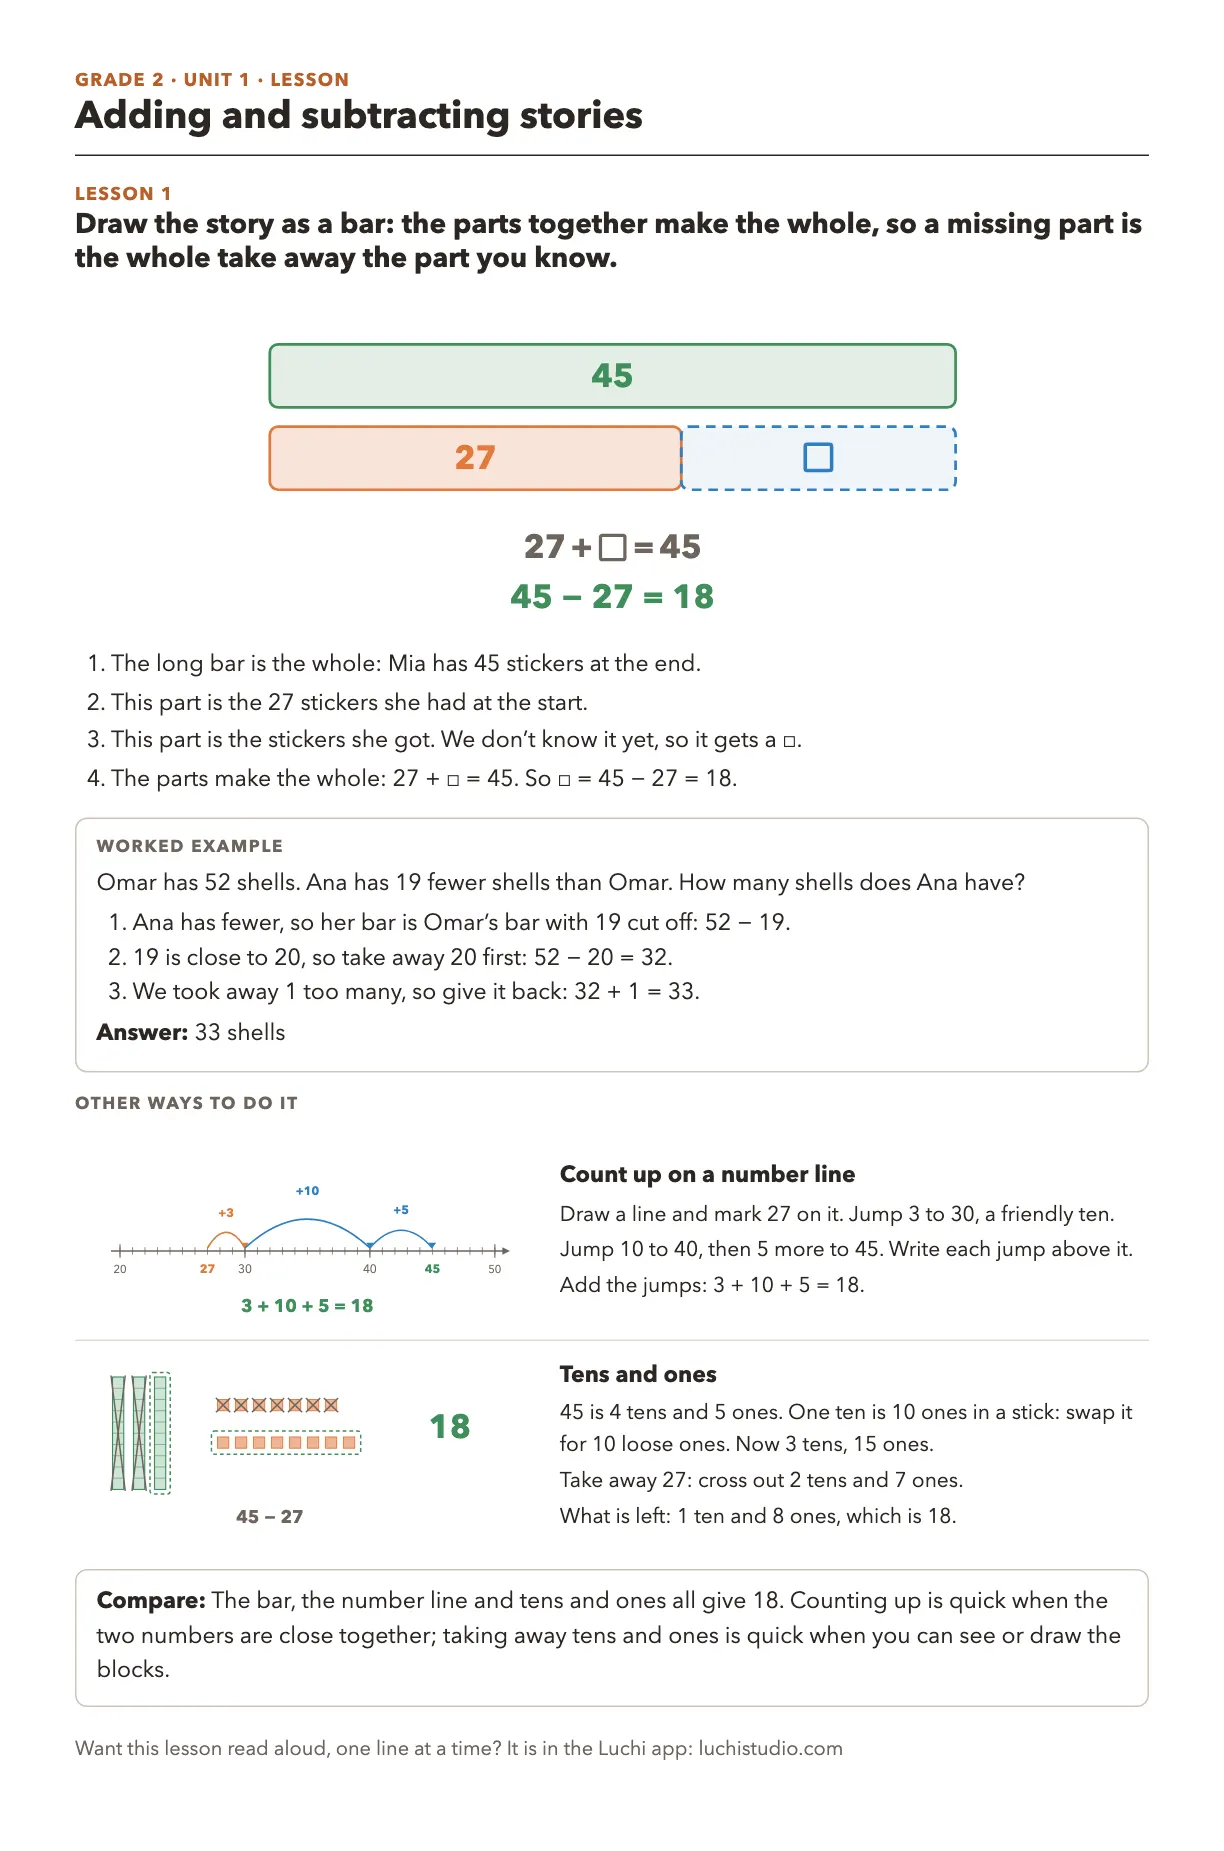 GRADE 2 · UNIT 1 · LESSON
Adding and subtracting stories
LESSON 1
Draw the story as a bar: the parts together make the whole, so a missing part is
the whole take away the part you know.
45
27 □
27 + □ = 45
45 − 27 = 18
1. The long bar is the whole: Mia has 45 stickers at the end.
2. This part is the 27 stickers she had at the start.
3. This part is the stickers she got. We don’t know it yet, so it gets a □.
4. The parts make the whole: 27 + □ = 45. So □ = 45 − 27 = 18.
WORKED EXAMPLE
Omar has 52 shells. Ana has 19 fewer shells than Omar. How many shells does Ana have?
1. Ana has fewer, so her bar is Omar’s bar with 19 cut off: 52 − 19.
2. 19 is close to 20, so take away 20 first: 52 − 20 = 32.
3. We took away 1 too many, so give it back: 32 + 1 = 33.
Answer: 33 shells
OTHER WAYS TO DO IT
+3 +10 +5
20 27 30 40 45 50
3 + 10 + 5 = 18
Count up on a number line
Draw a line and mark 27 on it. Jump 3 to 30, a friendly ten.
Jump 10 to 40, then 5 more to 45. Write each jump above it.
Add the jumps: 3 + 10 + 5 = 18.
18
45 − 27
Tens and ones
45 is 4 tens and 5 ones. One ten is 10 ones in a stick: swap it
for 10 loose ones. Now 3 tens, 15 ones.
Take away 27: cross out 2 tens and 7 ones.
What is left: 1 ten and 8 ones, which is 18.
Compare: The bar, the number line and tens and ones all give 18. Counting up is quick when the
two numbers are close together; taking away tens and ones is quick when you can see or draw the
blocks.
Want this lesson read aloud, one line at a time? It is in the Luchi app: luchistudio.com